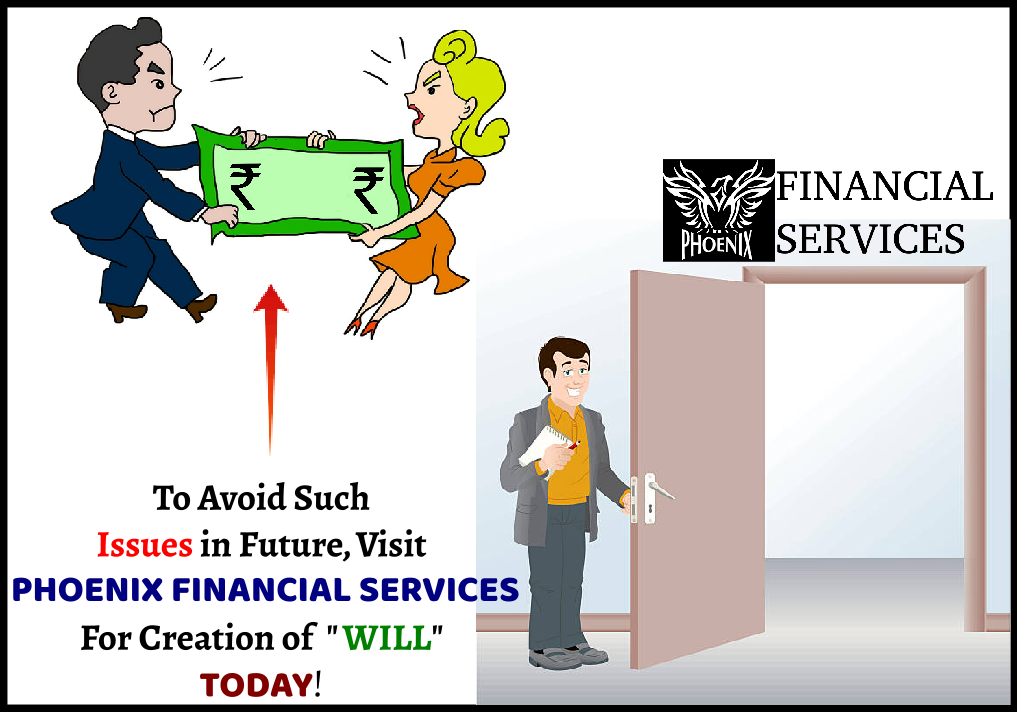 ₹ ₹
PHOENIX
FINANCIAL
SERVICES
To Avoid Such
Issues in Future, Visit
PHOENIX FINANCIAL SERVICES
For Creation of "WILL"
TODAY!